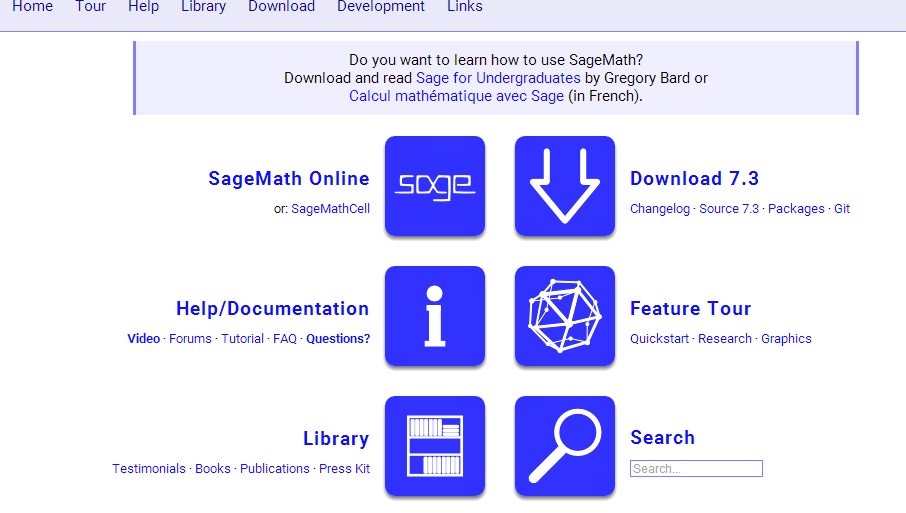 Home Tour Help Library Download Development Links
Do you want to learn how to use SageMath?
Download and read Sage for Undergraduates by Gregory Bard or
Calcul mathématique avec Sage (in French).
SageMath Online
or: SageMathCell
sage
Download 7.3
Changelog · Source 7.3 · Packages · Git
Help/Documentation
Video · Forums · Tutorial · FAQ · Questions?
i
Feature Tour
Quickstart · Research · Graphics
Library
Testimonials · Books · Publications · Press Kit
Search
Search...